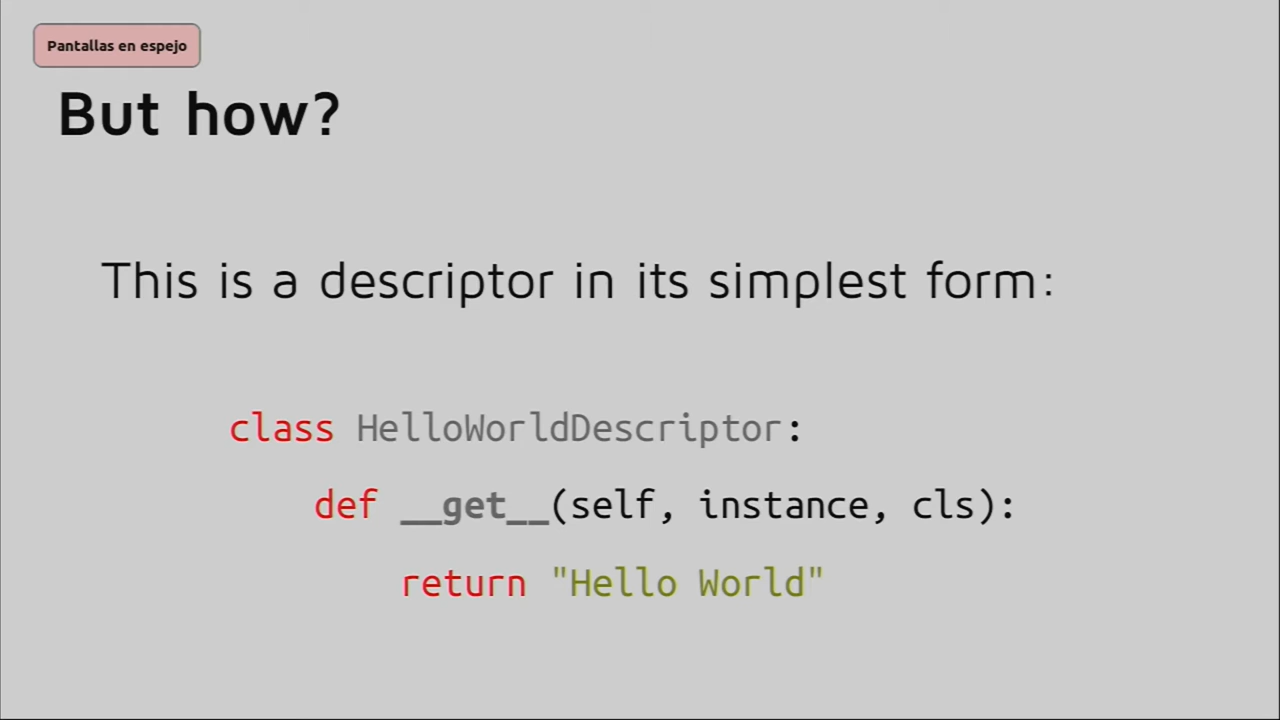 Pantallas en espejo
But how?
This is a descriptor in its simplest form:
class HelloWorldDescriptor:
def __get__(self, instance, cls):
return "Hello World"